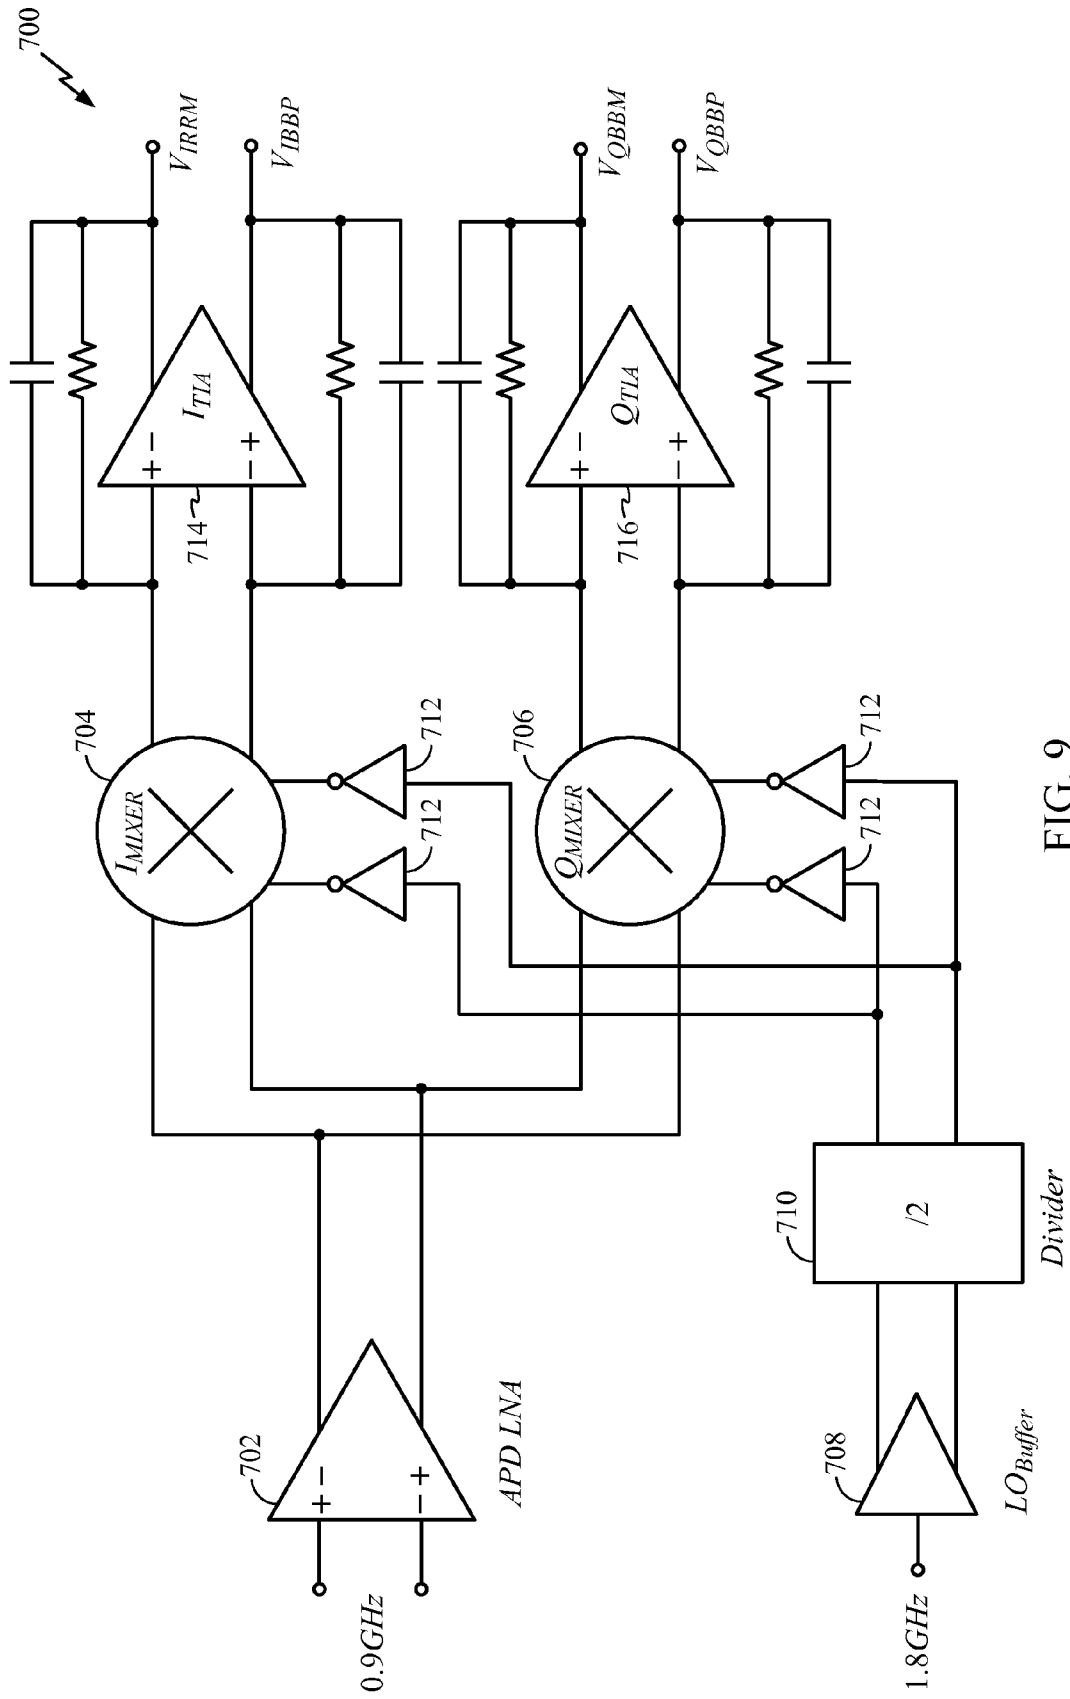 700
V_IRRM
V_IBBP
V_QBBM
V_QBBP
I_TIA
+ −
− +
714
Q_TIA
+ −
− +
716
704
I_MIXER
712
712
706
Q_MIXER
712
712
702
+ −
− +
APD LNA
0.9GHz
710
/2
Divider
708
LO_Buffer
1.8GHz
FIG. 9